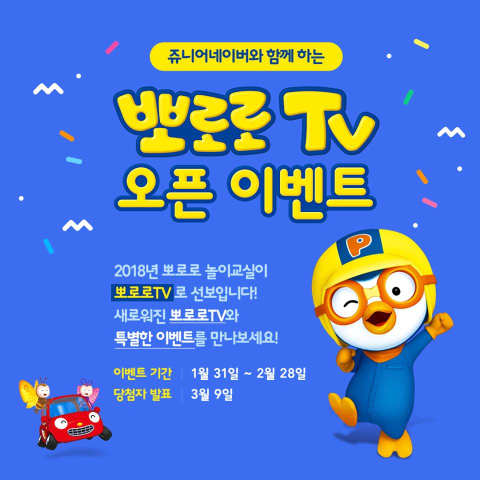 쥬니어네이버와 함께 하는
뽀로로 TV
오픈 이벤트
2018년 뽀로로 놀이교실이
뽀로로TV로 선보입니다!
새로워진 뽀로로TV와
특별한 이벤트를 만나보세요!
이벤트 기간 | 1월 31일 ~ 2월 28일
당첨자 발표 | 3월 9일
P